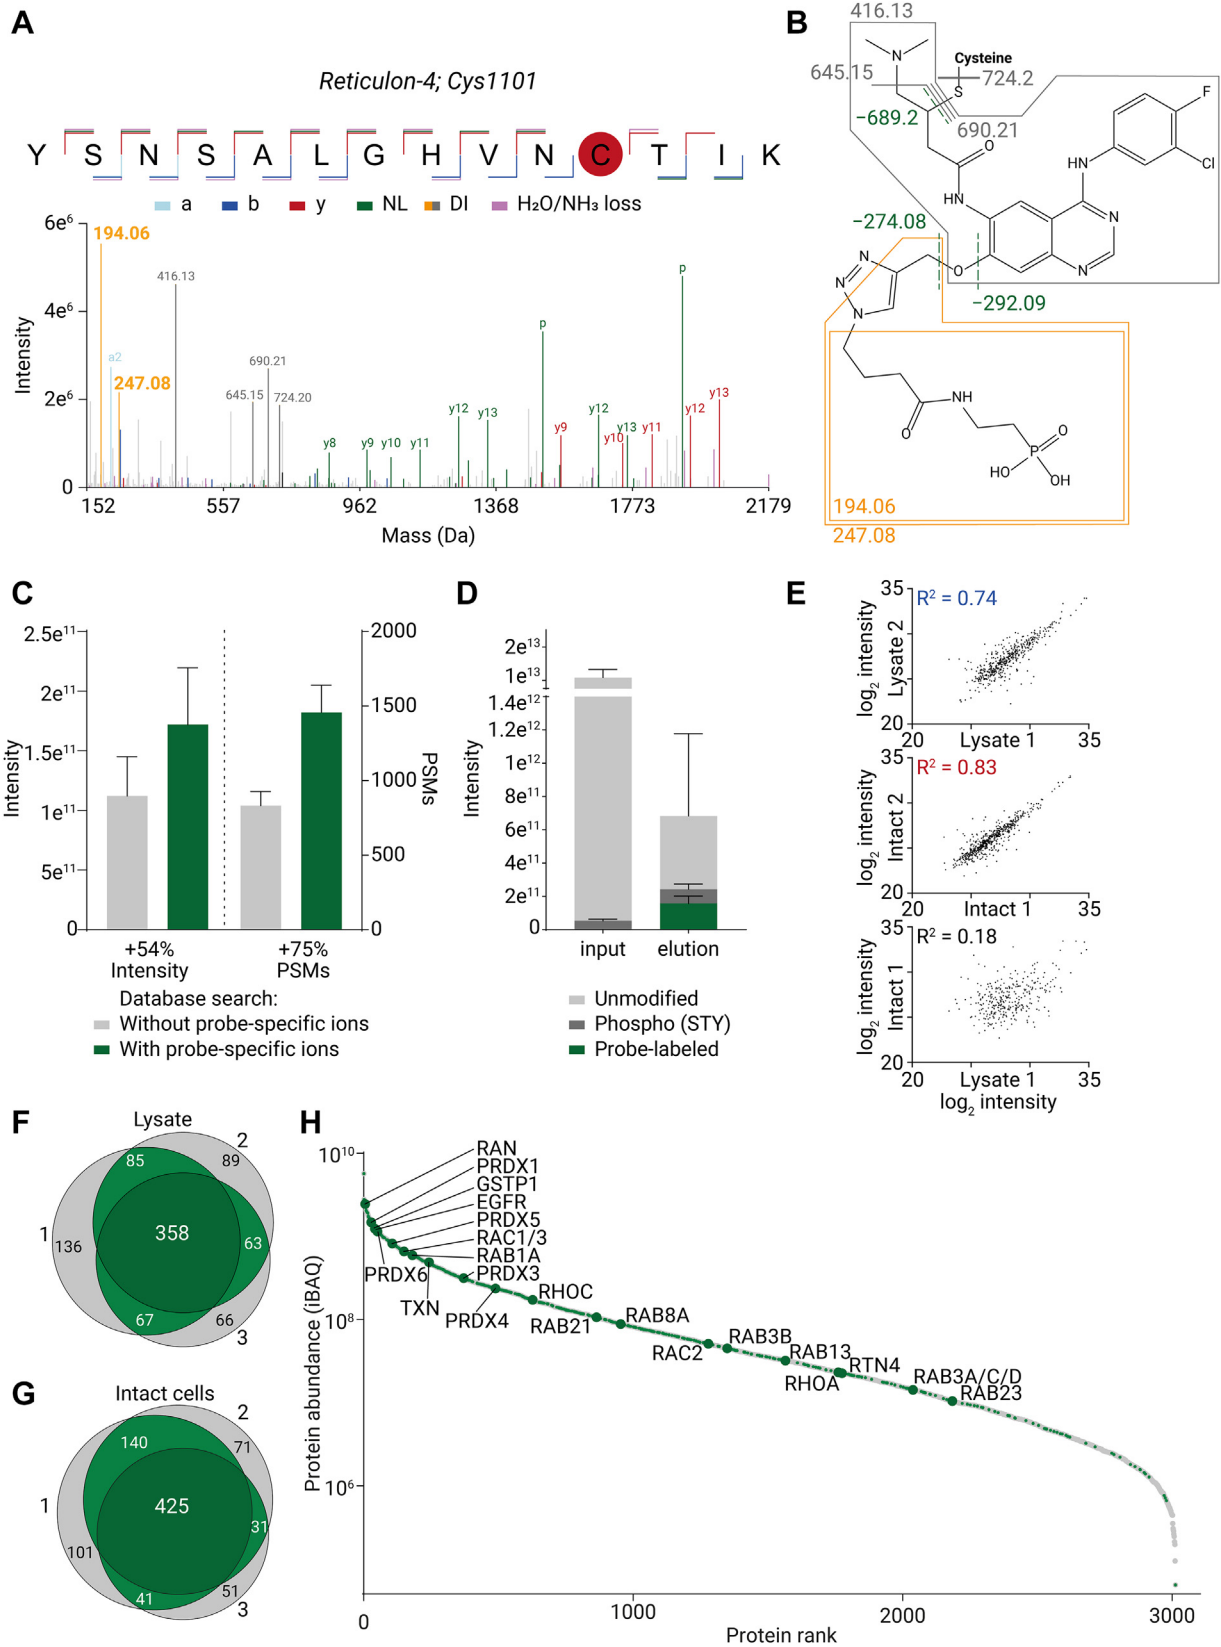 A
Reticulon-4; Cys1101
Y S N S A L G H V N C T I K
a b y NL DI H₂O/NH₃ loss
Intensity
6e⁶
4e⁶
2e⁶
0
194.06
a2
247.08
416.13
645.15
690.21
724.20
y8
y9
y10
y11
y12
y13
p
y9
y12
y10
y13
y11
p
y12
y13
152 557 962 1368 1773 2179
Mass (Da)
B
416.13
N
Cysteine
645.15
724.2
S
−689.2
690.21
F
Cl
O
HN
NH
−274.08
N
N
O
N
N
−292.09
N
N
O
NH
O
P
HO
OH
194.06
247.08
C
Intensity
2.5e¹¹
2e¹¹
1.5e¹¹
1e¹¹
5e¹¹
0
2000
1500
1000
500
0
PSMs
+54%
Intensity
+75%
PSMs
Database search:
Without probe-specific ions
With probe-specific ions
D
Intensity
2e¹³
1e¹³
1.4e¹²
1.2e¹²
1e¹²
8e¹¹
6e¹¹
4e¹¹
2e¹¹
0
input elution
Unmodified
Phospho (STY)
Probe-labeled
E
35
R² = 0.74
log₂ intensity
Lysate 2
20
20 Lysate 1 35
35
R² = 0.83
log₂ intensity
Intact 2
20
20 Intact 1 35
35
R² = 0.18
log₂ intensity
Intact 1
20
20 Lysate 1 35
log₂ intensity
F
Lysate
2
85
89
1
136
358
63
67
66
3
G
Intact cells
2
140
71
1
425
31
101
41
51
3
H
Protein abundance (iBAQ)
10¹⁰
10⁸
10⁶
RAN
PRDX1
GSTP1
EGFR
PRDX5
RAC1/3
RAB1A
PRDX3
PRDX6
TXN
PRDX4
RHOC
RAB21
RAB8A
RAC2
RAB3B
RAB13
RHOA
RTN4
RAB3A/C/D
RAB23
0 1000 2000 3000
Protein rank